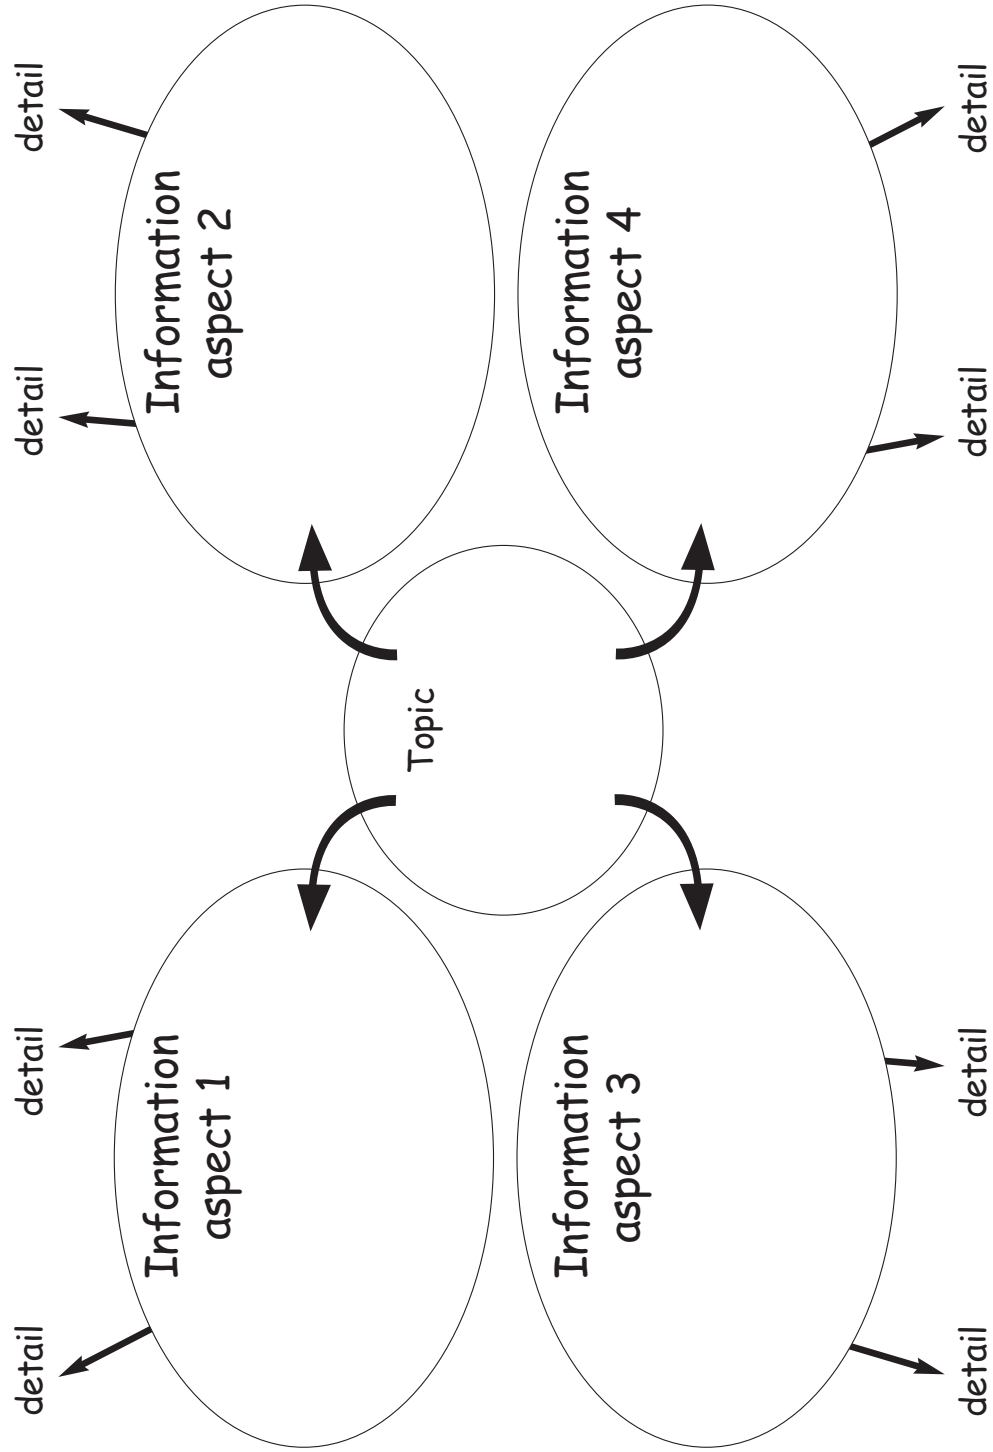 detail
detail
detail
detail
Information
aspect 1
Information
aspect 2
Topic
Information
aspect 3
Information
aspect 4
detail
detail
detail
detail